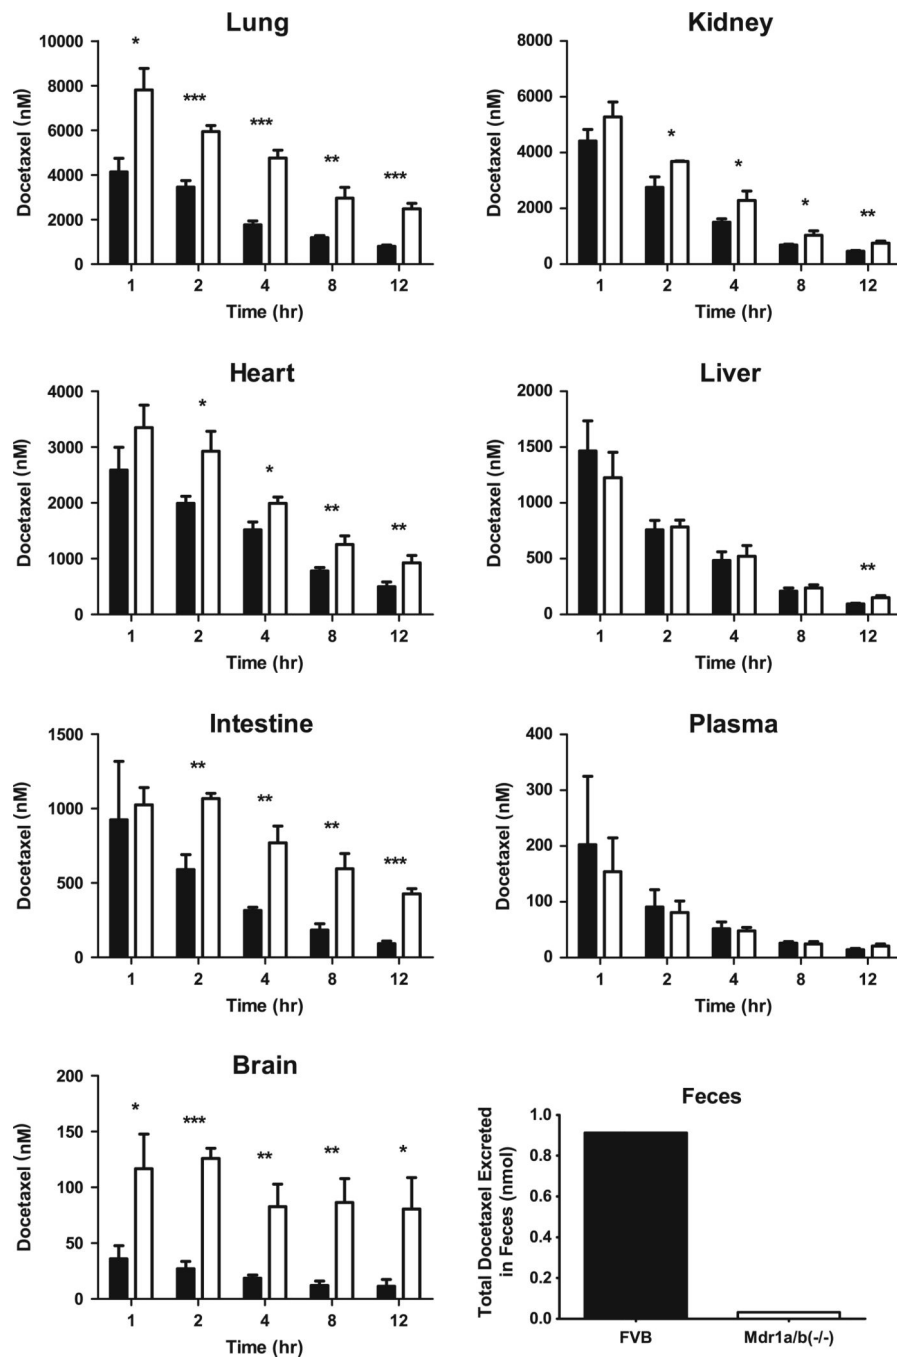 Lung
Docetaxel (nM)
10000
8000
6000
4000
2000
0
*
***
***
**
***
1 2 4 8 12
Time (hr)
Kidney
Docetaxel (nM)
8000
6000
4000
2000
0
*
*
*
**
1 2 4 8 12
Time (hr)
Heart
Docetaxel (nM)
4000
3000
2000
1000
0
*
*
**
**
1 2 4 8 12
Time (hr)
Liver
Docetaxel (nM)
2000
1500
1000
500
0
**
1 2 4 8 12
Time (hr)
Intestine
Docetaxel (nM)
1500
1000
500
0
**
**
**
***
1 2 4 8 12
Time (hr)
Plasma
Docetaxel (nM)
400
300
200
100
0
1 2 4 8 12
Time (hr)
Brain
Docetaxel (nM)
200
150
100
50
0
*
***
**
**
*
1 2 4 8 12
Time (hr)
Feces
Total Docetaxel Excreted
in Feces (nmol)
1.0
0.8
0.6
0.4
0.2
0.0
FVB Mdr1a/b(-/-)